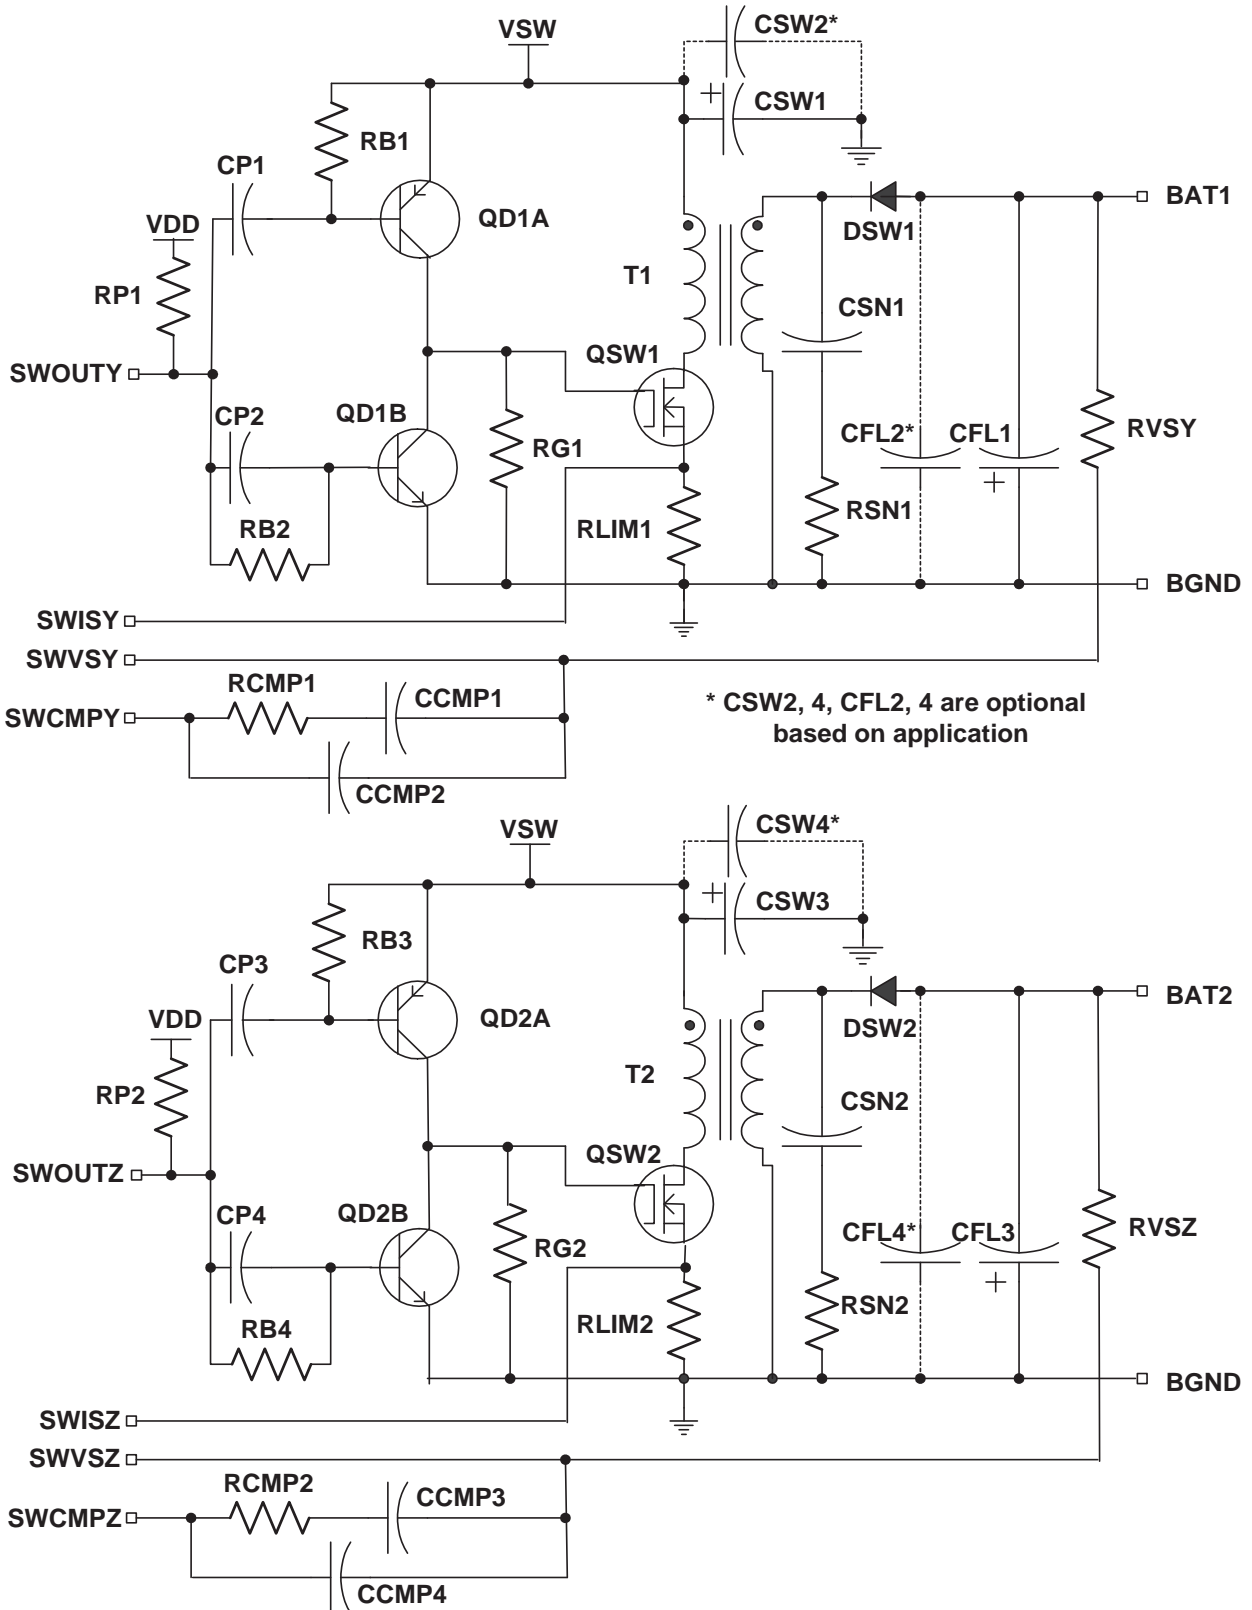 VSW
CSW2*
CSW1
RB1
CP1
VDD
QD1A
BAT1
DSW1
RP1
T1
CSN1
QSW1
SWOUTY
CP2
QD1B
RG1
CFL2*
CFL1
RVSY
RSN1
RB2
RLIM1
BGND
SWISY
SWVSY
RCMP1
CCMP1
SWCMPY
* CSW2, 4, CFL2, 4 are optional
based on application
CCMP2
VSW
CSW4*
CSW3
RB3
CP3
VDD
QD2A
BAT2
DSW2
RP2
T2
CSN2
QSW2
SWOUTZ
CP4
QD2B
RG2
CFL4*
CFL3
RVSZ
RSN2
RB4
RLIM2
BGND
SWISZ
SWVSZ
RCMP2
CCMP3
SWCMPZ
CCMP4